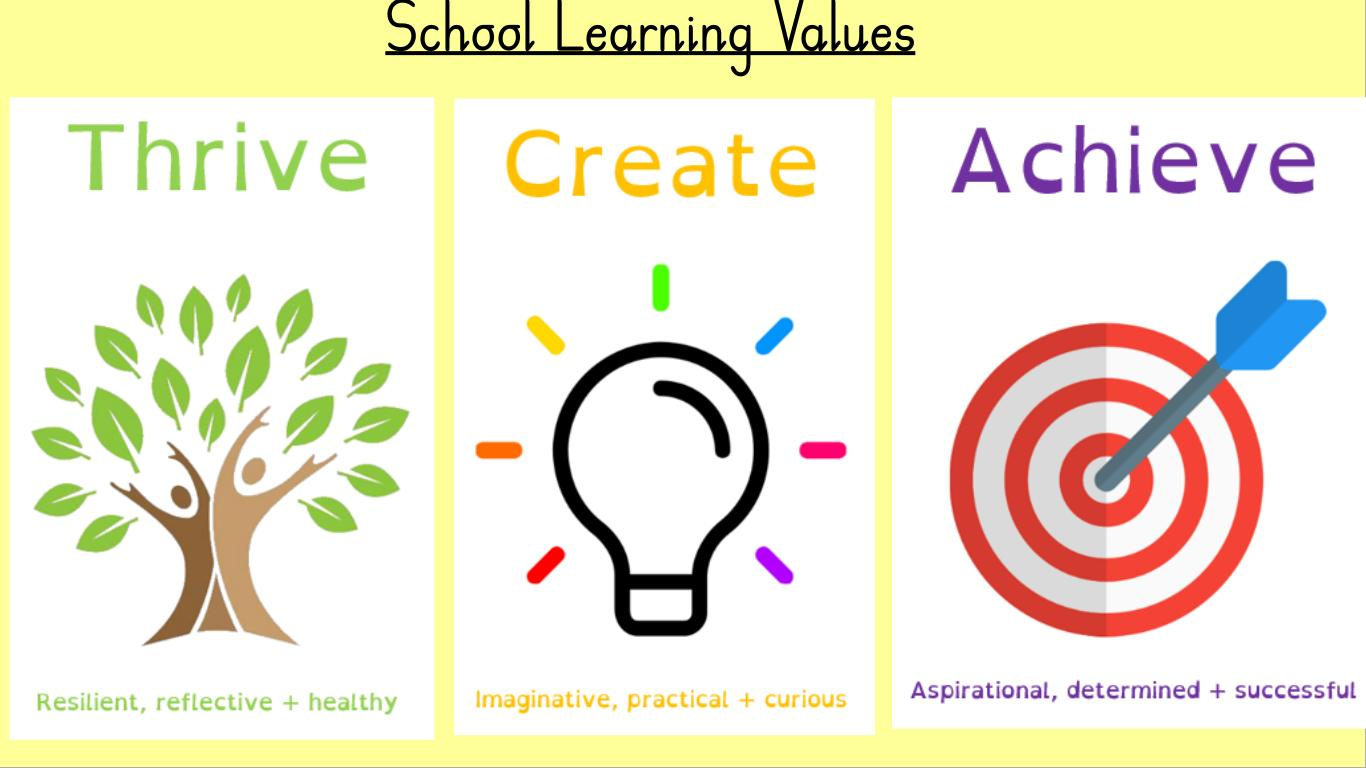 School Learning Values
Thrive
Resilient, reflective + healthy
Create
Imaginative, practical + curious
Achieve
Aspirational, determined + successful